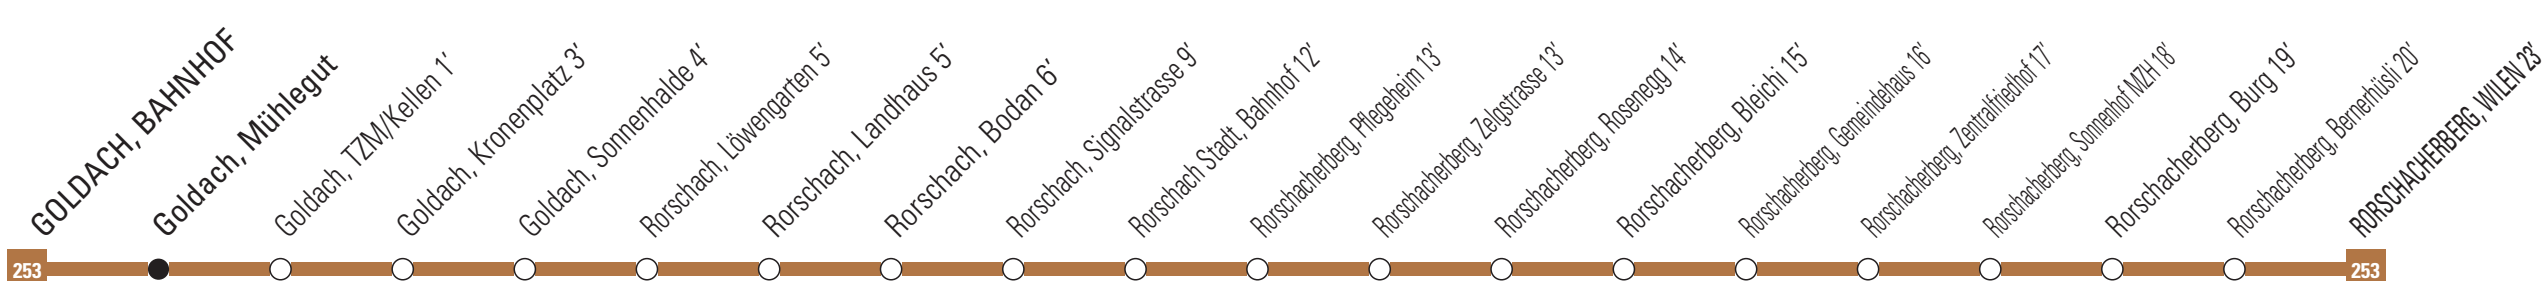 GOLDACH, BAHNHOF
Goldach, Mühlegut
Goldach, TZM/Kellen 1'
Goldach, Kronenplatz 3'
Goldach, Sonnenhalde 4'
Rorschach, Löwengarten 5'
Rorschach, Landhaus 5'
Rorschach, Bodan 6'
Rorschach, Signalstrasse 9'
Rorschach Stadt, Bahnhof 12'
Rorschacherberg, Pflegeheim 13'
Rorschacherberg, Zelgstrasse 13'
Rorschacherberg, Rosenegg 14'
Rorschacherberg, Bleichi 15'
Rorschacherberg, Gemeindehaus 16'
Rorschacherberg, Zentralfriedhof 17'
Rorschacherberg, Sonnenhof MZH 18'
Rorschacherberg, Burg 19'
Rorschacherberg, Bernerhüsli 20'
RORSCHACHERBERG, WILEN 23'
253
253